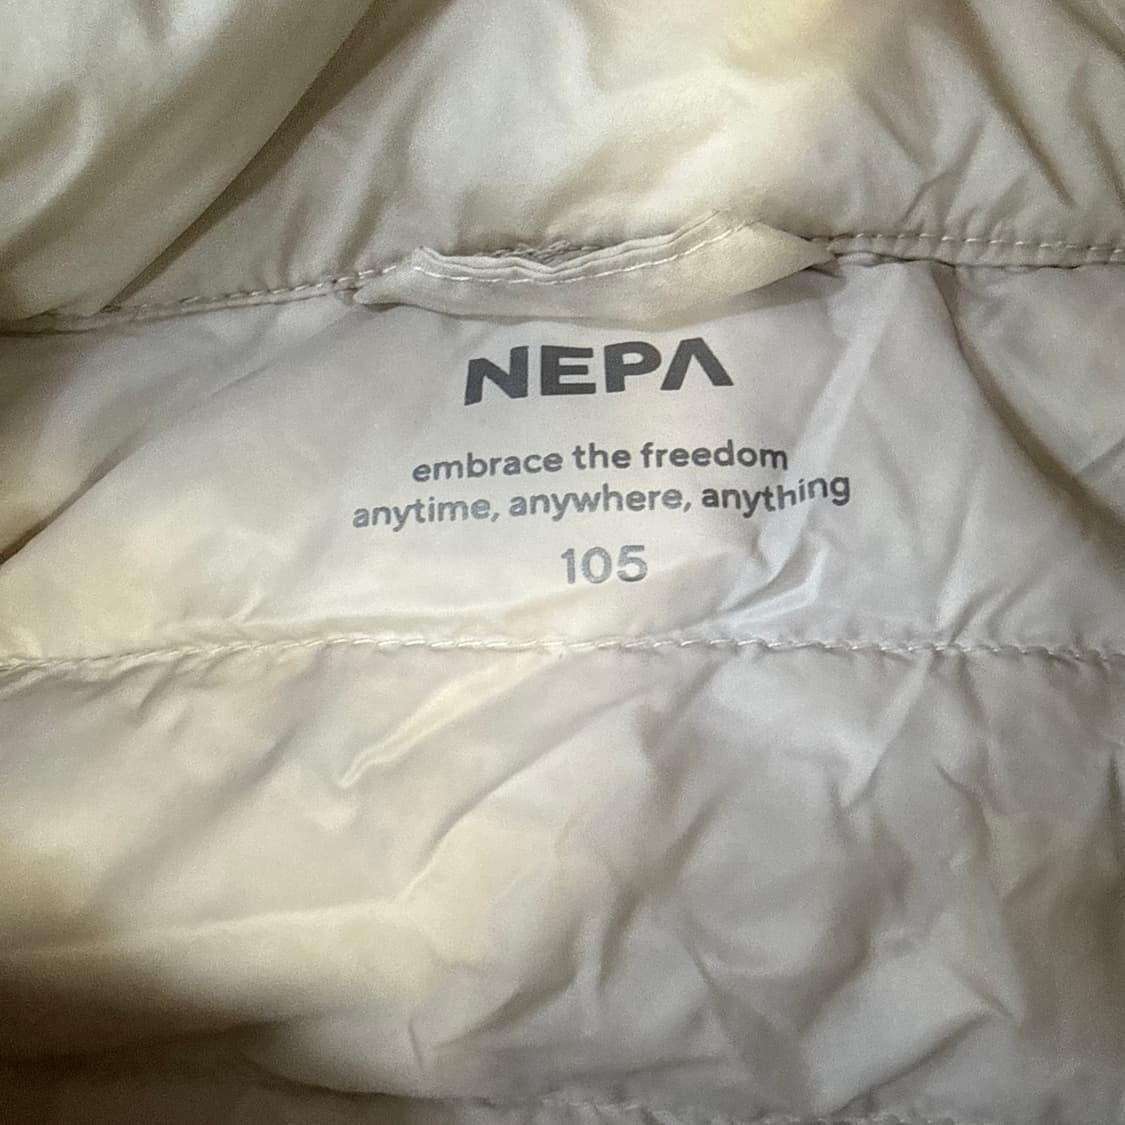 NEPA
embrace the freedom
anytime, anywhere, anything
105